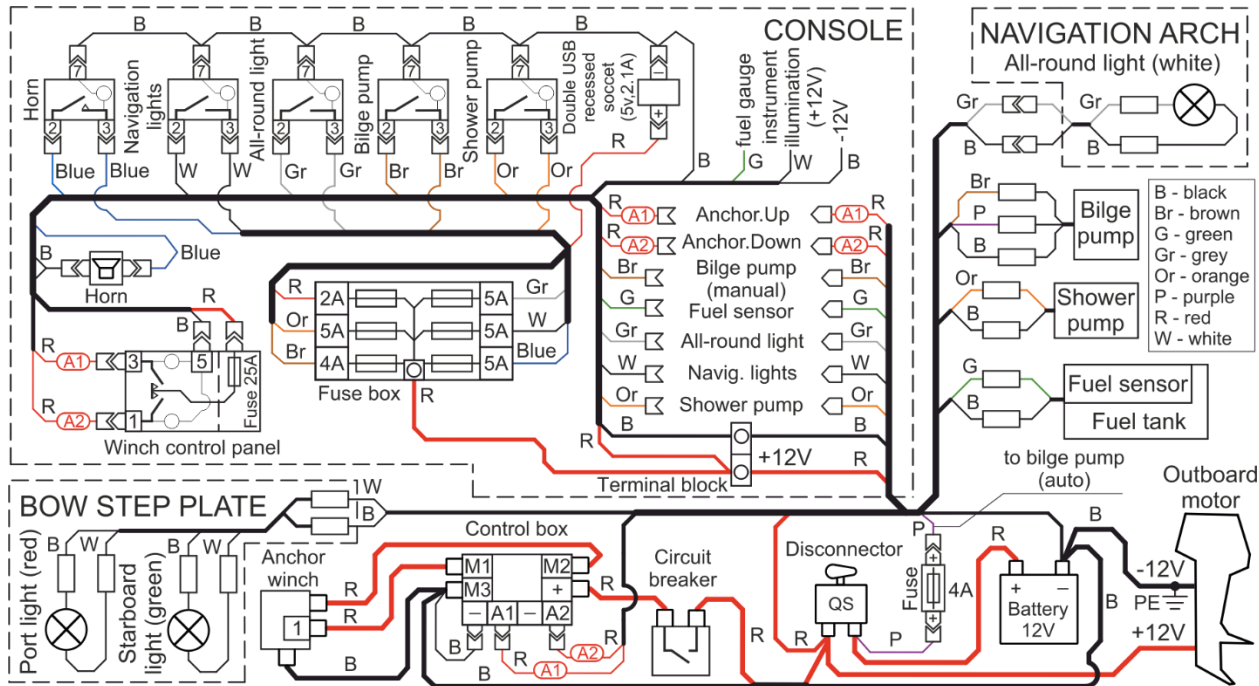 CONSOLE
NAVIGATION ARCH
All-round light (white)
B
B
B
B
B
B
Horn
Navigation
lights
All-round light
Bilge pump
Shower pump
Double USB
recessed
soccet
(5v,2.1A)
7
7
7
7
7
–
+
2
3
2
3
2
3
2
3
2
3
R
B
Blue
Blue
W
W
Gr
Gr
Br
Br
Or
Or
fuel gauge
instrument
illumination
(+12V)
-12V
G
W
B
Gr
B
Gr
B
Br
P
B
Bilge
pump
Or
B
Shower
pump
G
B
Fuel sensor
Fuel tank
B - black
Br - brown
G - green
Gr - grey
Or - orange
P - purple
R - red
W - white
B
Horn
Blue
R
B
R
A1
3
5
Fuse 25A
R
A2
1
Winch control panel
R
2A
5A
Gr
Or
5A
5A
W
Br
4A
5A
Blue
Fuse box
R
R
A1
Anchor.Up
A1
R
R
A2
Anchor.Down
A2
R
Br
Bilge pump
(manual)
Br
G
Fuel sensor
G
Gr
All-round light
Gr
W
Navig. lights
W
Or
Shower pump
Or
B
B
R
+12V
R
Terminal block
to bilge pump
(auto)
Outboard
motor
BOW STEP PLATE
W
B
B
W
B
W
Port light (red)
Starboard
light (green)
Anchor
winch
1
R
R
B
Control box
M1
M2
M3
+
–
A1
–
A2
B
B
A1
R
A2
R
R
Circuit
breaker
R
Disconnector
QS
R
P
P
+
Fuse
4A
+
R
+
–
Battery
12V
B
B
-12V
PE
+12V
R